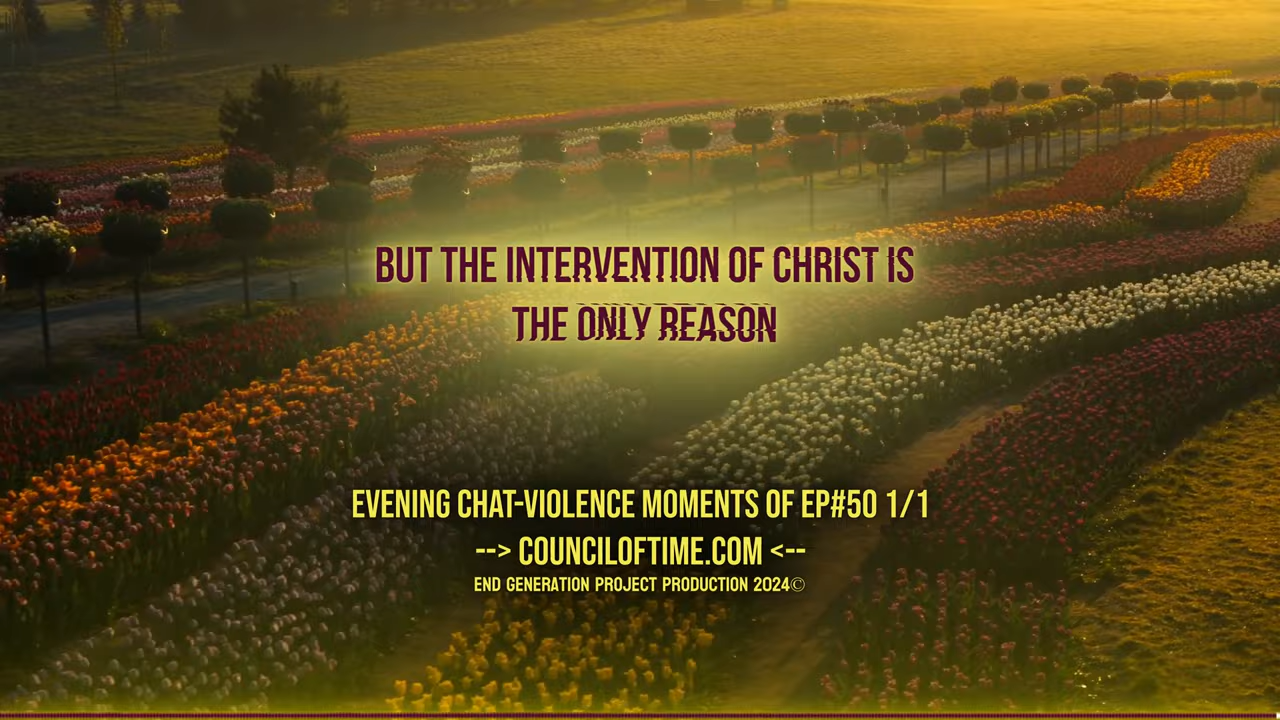 BUT THE INTERVENTION OF CHRIST IS
THE ONLY REASON
EVENING CHAT-VIOLENCE MOMENTS OF EP#50 1/1
--> COUNCILOFTIME.COM <--
END GENERATION PROJECT PRODUCTION 2024©